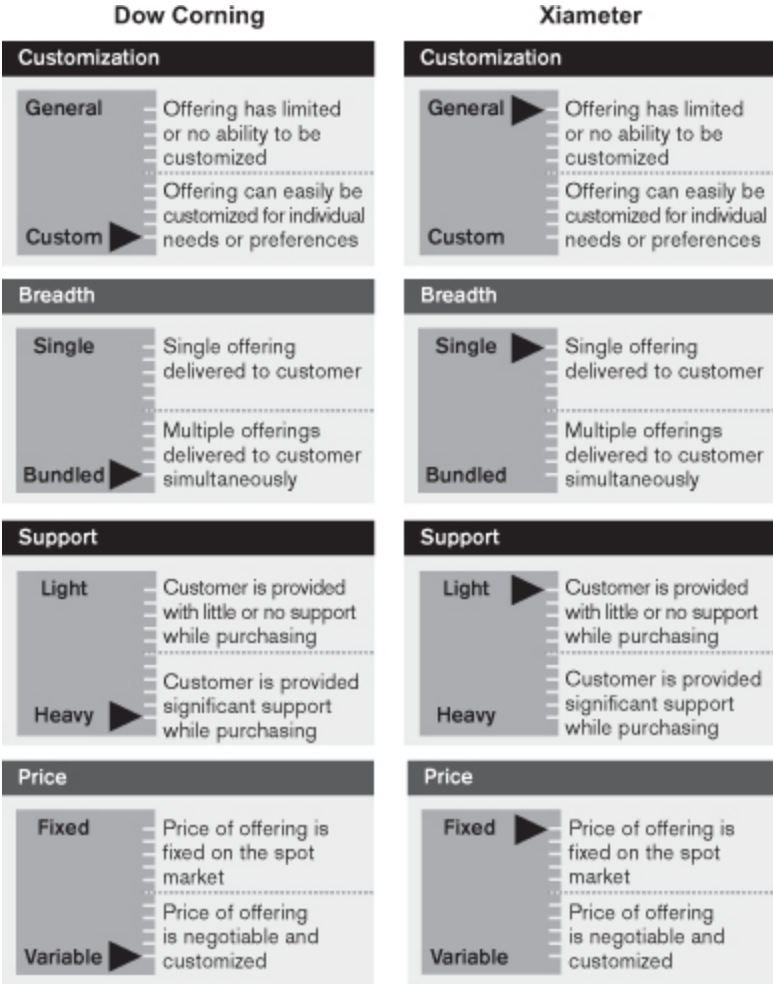 Dow Corning
Customization
General
Offering has limited
or no ability to be
customized
Offering can easily be
customized for individual
Custom
needs or preferences
Breadth
Single
Single offering
delivered to customer
Multiple offerings
delivered to customer
Bundled
simultaneously
Support
Light
Customer is provided
with little or no support
while purchasing
Customer is provided
Heavy
significant support
while purchasing
Price
Fixed
Price of offering is
fixed on the spot
market
Price of offering
is negotiable and
Variable
customized
Xiameter
Customization
General
Offering has limited
or no ability to be
customized
Offering can easily be
customized for individual
Custom
needs or preferences
Breadth
Single
Single offering
delivered to customer
Multiple offerings
delivered to customer
Bundled
simultaneously
Support
Light
Customer is provided
with little or no support
while purchasing
Customer is provided
Heavy
significant support
while purchasing
Price
Fixed
Price of offering is
fixed on the spot
market
Price of offering
is negotiable and
Variable
customized